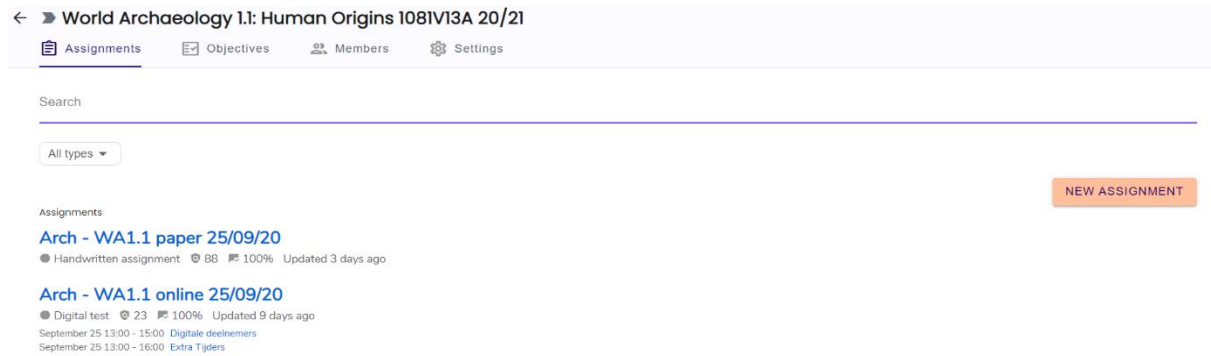 World Archaeology 1.1: Human Origins 1081V13A 20/21
Assignments Objectives Members Settings
Search
All types
NEW ASSIGNMENT
Assignments
Arch - WA1.1 paper 25/09/20
Handwritten assignment 88 100% Updated 3 days ago
Arch - WA1.1 online 25/09/20
Digital test 23 100% Updated 9 days ago
September 25 13:00 - 15:00 Digitale deelnemers
September 25 13:00 - 16:00 Extra Tijders